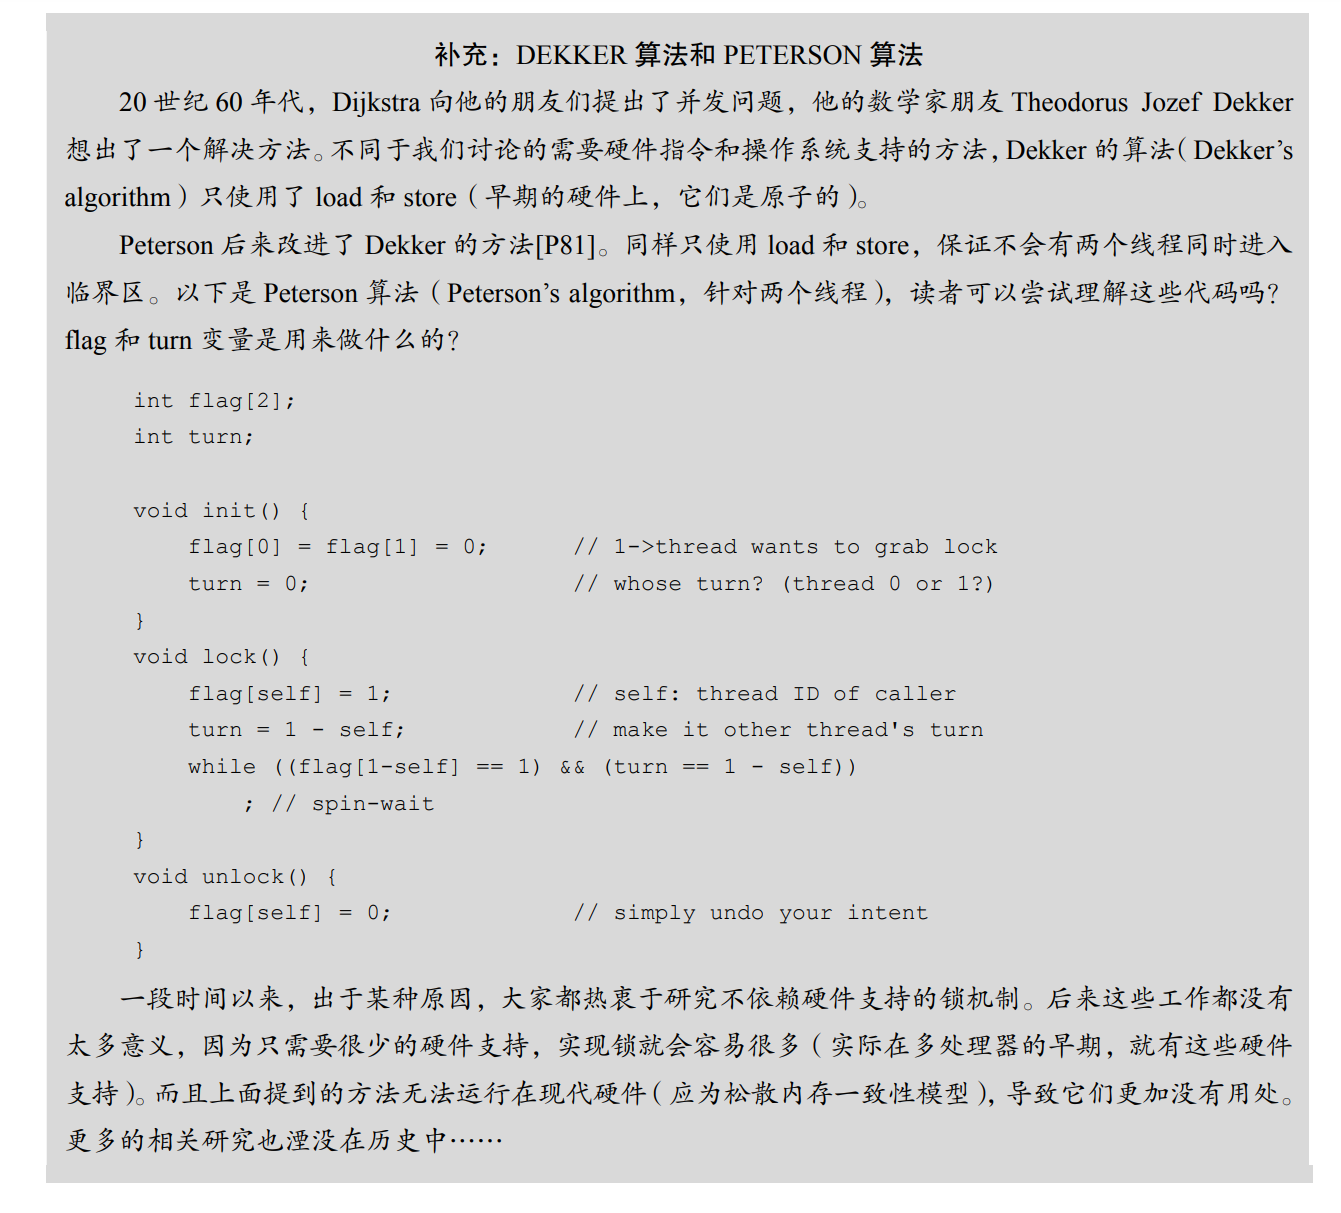 补充：DEKKER 算法和 PETERSON 算法
20 世纪 60 年代，Dijkstra 向他的朋友们提出了并发问题，他的数学家朋友 Theodorus Jozef Dekker
想出了一个解决方法。不同于我们讨论的需要硬件指令和操作系统支持的方法，Dekker 的算法（Dekker’s
algorithm）只使用了 load 和 store（早期的硬件上，它们是原子的）。
Peterson 后来改进了 Dekker 的方法[P81]。同样只使用 load 和 store，保证不会有两个线程同时进入
临界区。以下是 Peterson 算法（Peterson’s algorithm，针对两个线程），读者可以尝试理解这些代码吗？
flag 和 turn 变量是用来做什么的？
int flag[2];
int turn;
void init() {
    flag[0] = flag[1] = 0;      // 1->thread wants to grab lock
    turn = 0;                   // whose turn? (thread 0 or 1?)
}
void lock() {
    flag[self] = 1;             // self: thread ID of caller
    turn = 1 - self;            // make it other thread's turn
    while ((flag[1-self] == 1) && (turn == 1 - self))
        ; // spin-wait
}
void unlock() {
    flag[self] = 0;             // simply undo your intent
}
一段时间以来，出于某种原因，大家都热衷于研究不依赖硬件支持的锁机制。后来这些工作都没有
太多意义，因为只需要很少的硬件支持，实现锁就会容易很多（实际在多处理器的早期，就有这些硬件
支持）。而且上面提到的方法无法运行在现代硬件（应为松散内存一致性模型），导致它们更加没有用处。
更多的相关研究也湮没在历史中……